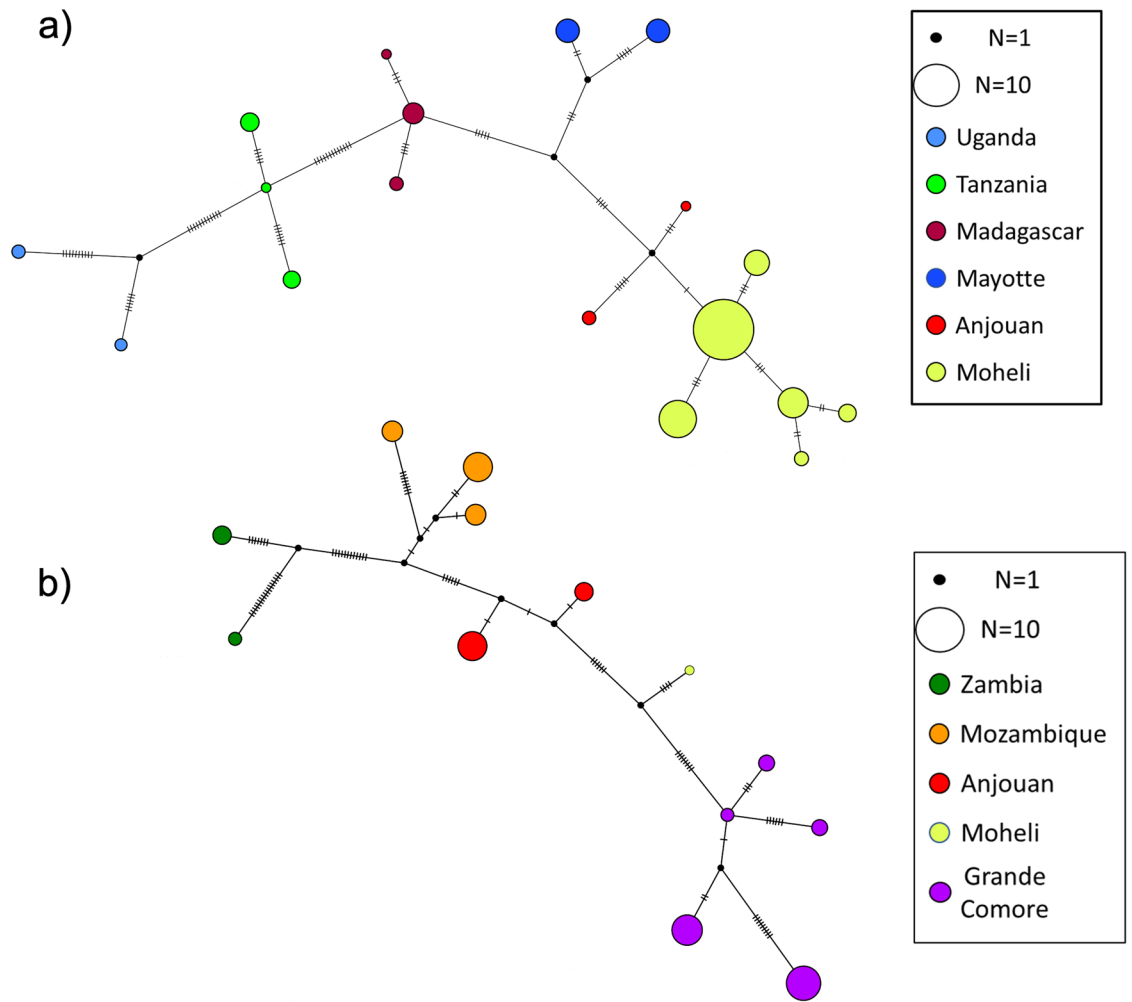 a)
N=1
N=10
Uganda
Tanzania
Madagascar
Mayotte
Anjouan
Moheli
b)
N=1
N=10
Zambia
Mozambique
Anjouan
Moheli
Grande
Comore